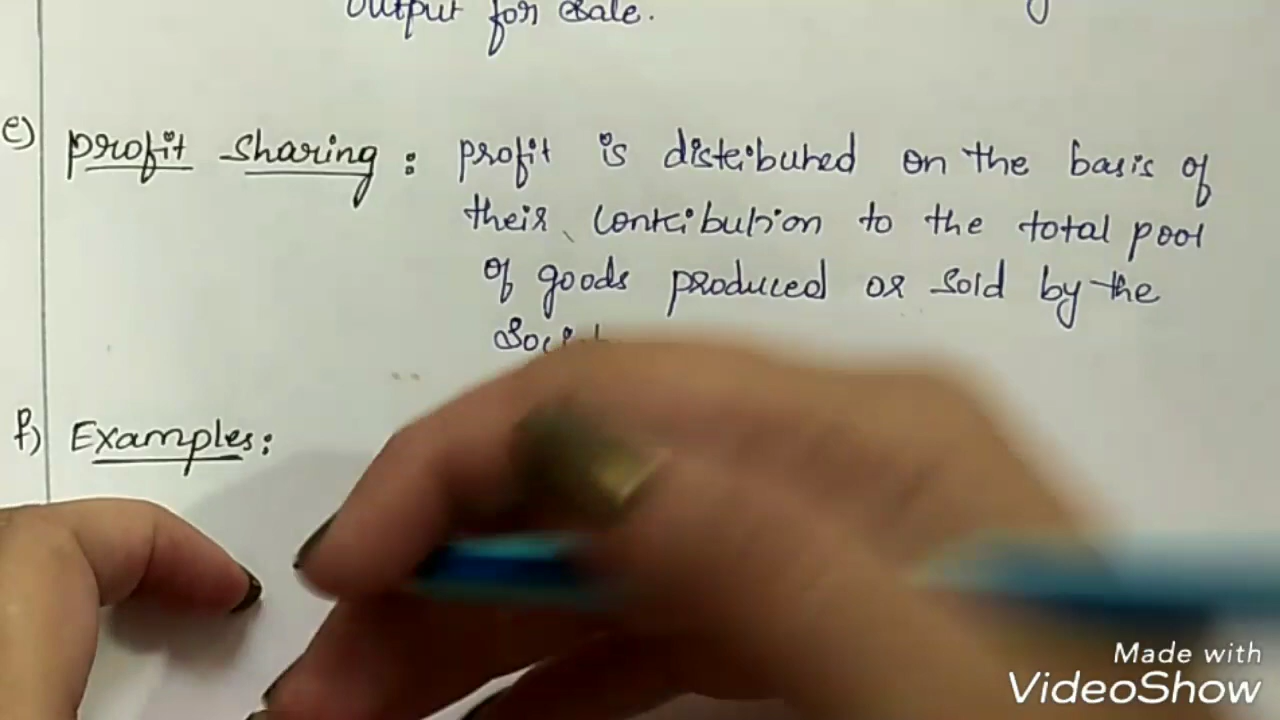 output for sale.
e) profit sharing : profit is distributed on the basis of
their contribution to the total pool
of goods produced or sold by the
f) Examples:
Made with
VideoShow